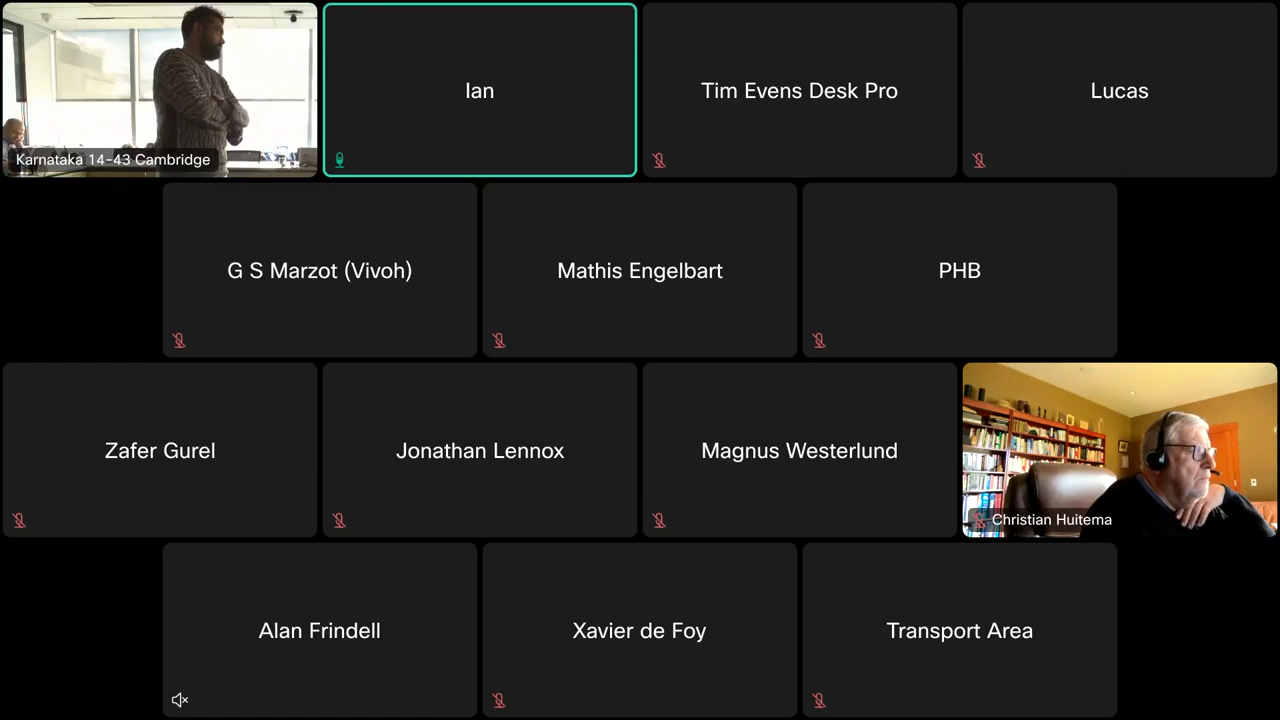 Karnataka 14-43 Cambridge
Ian
Tim Evens Desk Pro
Lucas
G S Marzot (Vivoh)
Mathis Engelbart
PHB
Zafer Gurel
Jonathan Lennox
Magnus Westerlund
Christian Huitema
Alan Frindell
Xavier de Foy
Transport Area